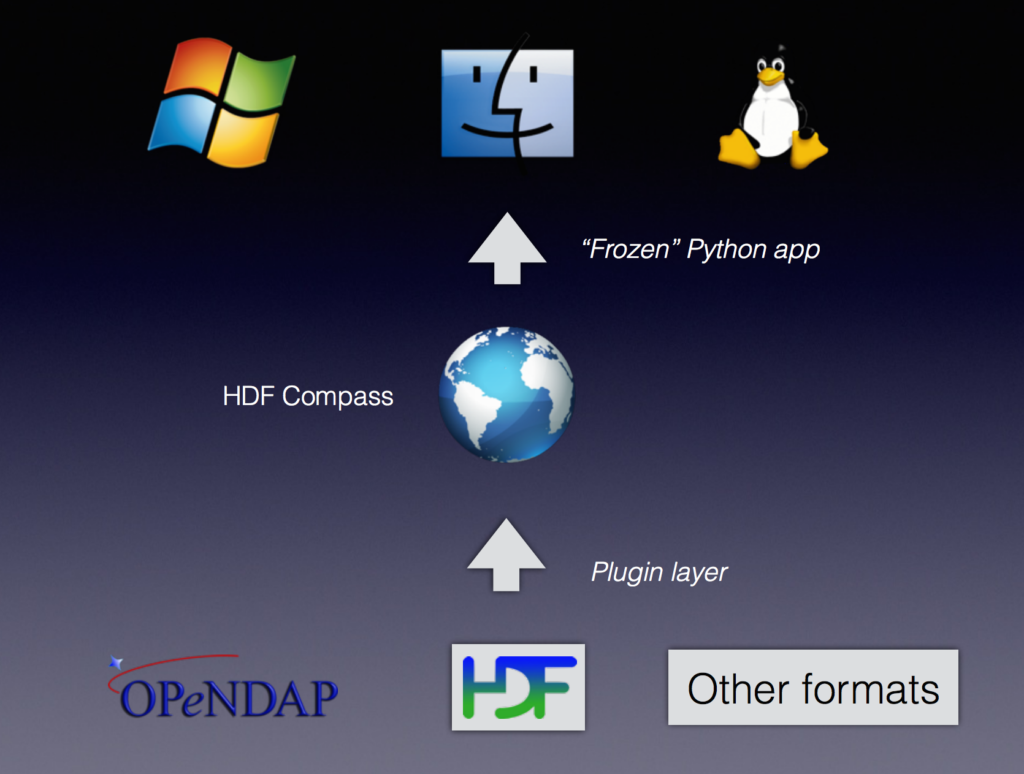 “Frozen” Python app
HDF Compass
Plugin layer
OPeNDAP
HDF
Other formats